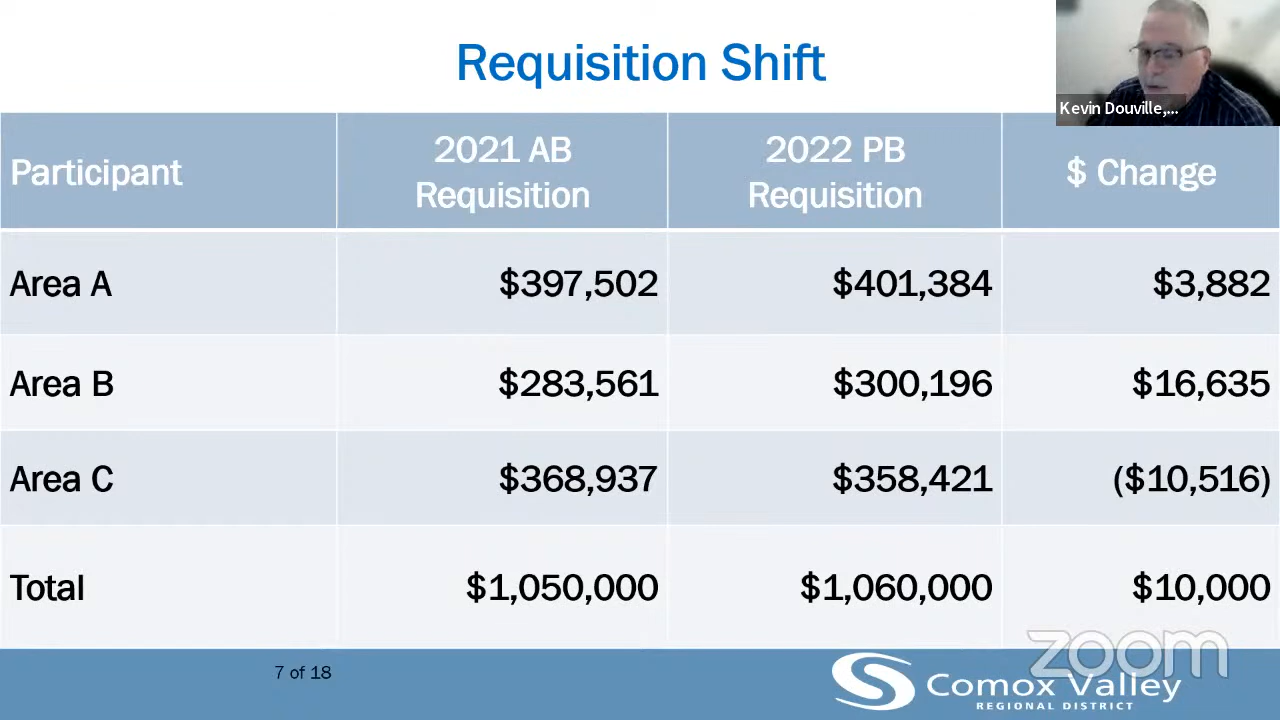 Requisition Shift
Kevin Douville,...
Participant
2021 AB
Requisition
2022 PB
Requisition
$ Change
Area A
$397,502
$401,384
$3,882
Area B
$283,561
$300,196
$16,635
Area C
$368,937
$358,421
($10,516)
Total
$1,050,000
$1,060,000
$10,000
zoom
7 of 18
Comox Valley
REGIONAL DISTRICT